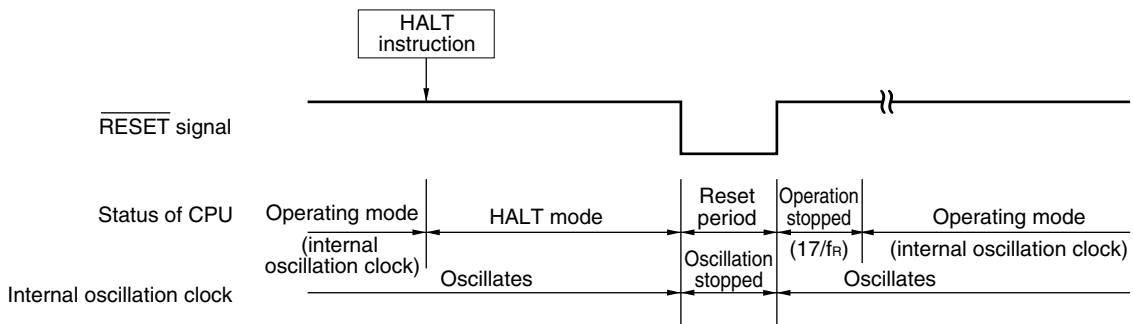 HALT
instruction
RESET signal
Status of CPU
Operating mode
(internal
oscillation clock)
HALT mode
Reset
period
Operation
stopped
(17/fR)
Operating mode
(internal oscillation clock)
Internal oscillation clock
Oscillates
Oscillation
stopped
Oscillates